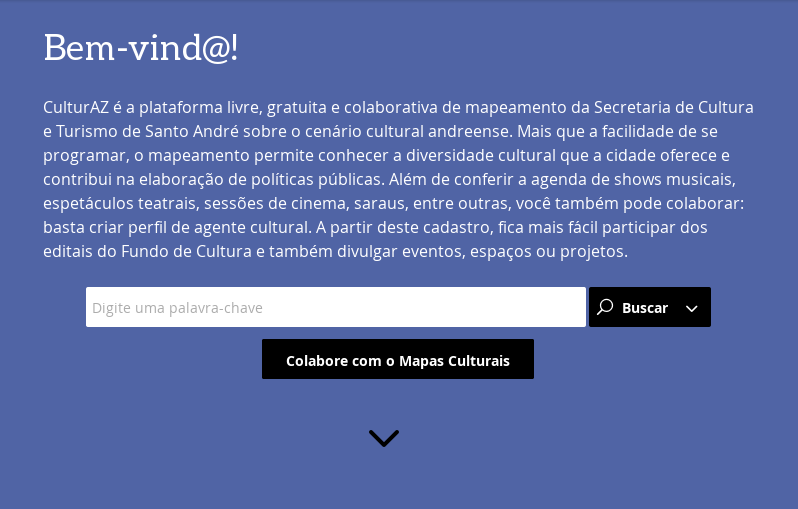 Bem-vind@!
CulturAZ é a plataforma livre, gratuita e colaborativa de mapeamento da Secretaria de Cultura
e Turismo de Santo André sobre o cenário cultural andreense. Mais que a facilidade de se
programar, o mapeamento permite conhecer a diversidade cultural que a cidade oferece e
contribui na elaboração de políticas públicas. Além de conferir a agenda de shows musicais,
espetáculos teatrais, sessões de cinema, saraus, entre outras, você também pode colaborar:
basta criar perfil de agente cultural. A partir deste cadastro, fica mais fácil participar dos
editais do Fundo de Cultura e também divulgar eventos, espaços ou projetos.
Digite uma palavra-chave
Buscar
Colabore com o Mapas Culturais